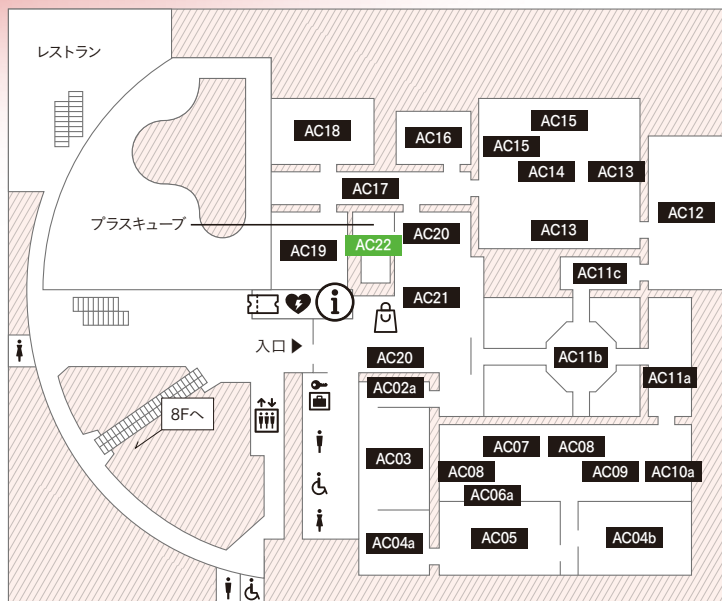 レストラン
AC18
AC16
AC15
AC15
AC14
AC13
AC17
AC12
プラスキューブ
AC20
AC13
AC19
AC22
AC11c
AC21
i
入口
AC20
AC11b
AC11a
AC02a
8Fへ
AC07
AC08
AC03
AC08
AC09
AC10a
AC06a
AC05
AC04b
AC04a